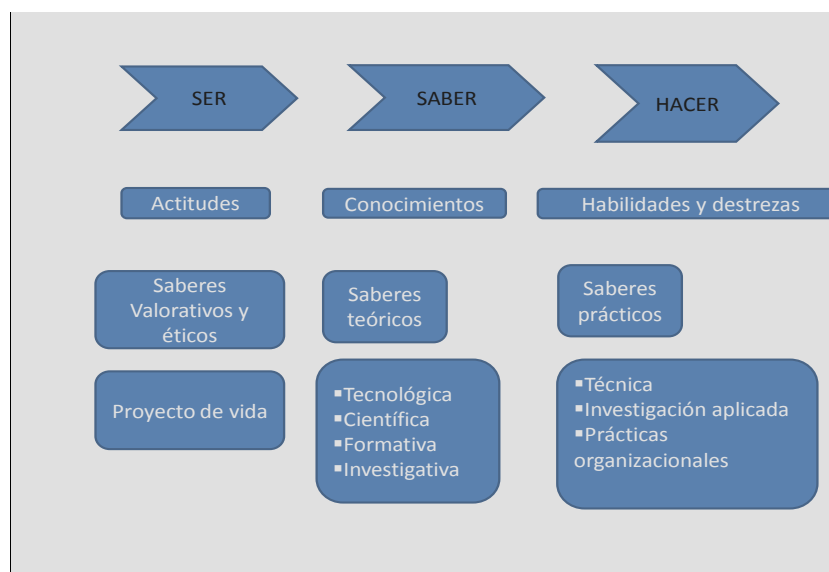 SER
SABER
HACER
Actitudes
Conocimientos
Habilidades y destrezas
Saberes
Valorativos y
éticos
Saberes
teóricos
Saberes
prácticos
Proyecto de vida
▪Tecnológica
▪Científica
▪Formativa
▪Investigativa
▪Técnica
▪Investigación aplicada
▪Prácticas
organizacionales